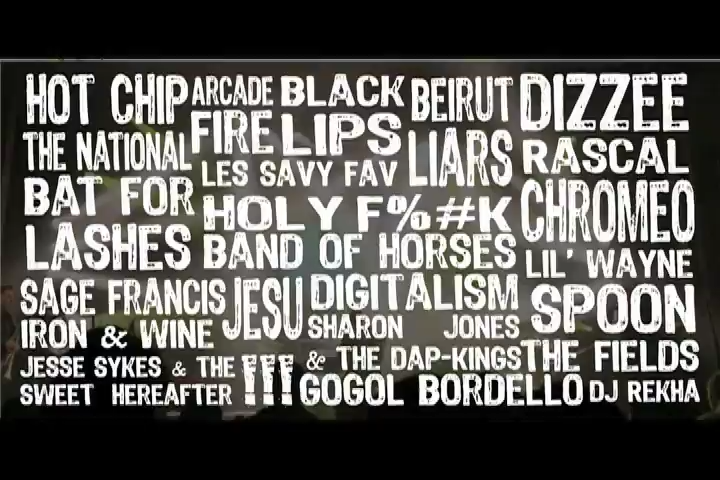 HOT CHIP
ARCADE FIRE
BLACK LIPS
BEIRUT
DIZZEE RASCAL
THE NATIONAL
LES SAVY FAV
LIARS
BAT FOR LASHES
HOLY F%#K
CHROMEO
BAND OF HORSES
LIL' WAYNE
SAGE FRANCIS
JESU
DIGITALISM
SPOON
IRON & WINE
SHARON JONES & THE DAP-KINGS
THE FIELDS
JESSE SYKES & THE SWEET HEREAFTER
!!!
GOGOL BORDELLO
DJ REKHA